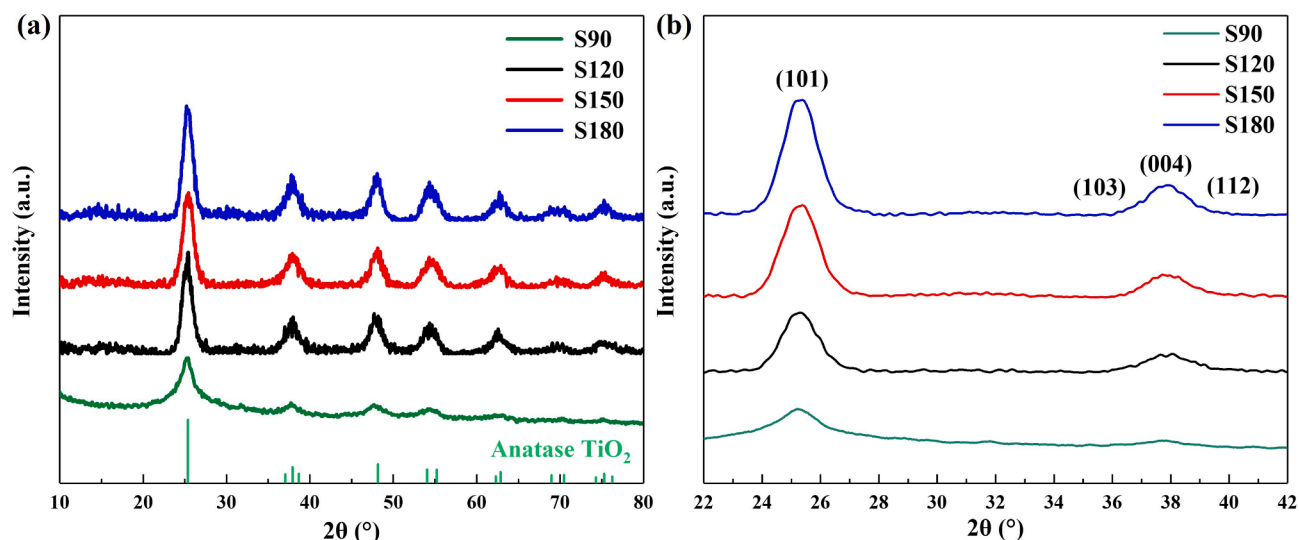 (a)
S90
S120
S150
S180
Intensity (a.u.)
Anatase TiO₂
10 20 30 40 50 60 70 80
2θ (°)
(b)
S90
S120
S150
S180
(101)
(004)
(103) (112)
Intensity (a.u.)
22 24 26 28 30 32 34 36 38 40 42
2θ (°)